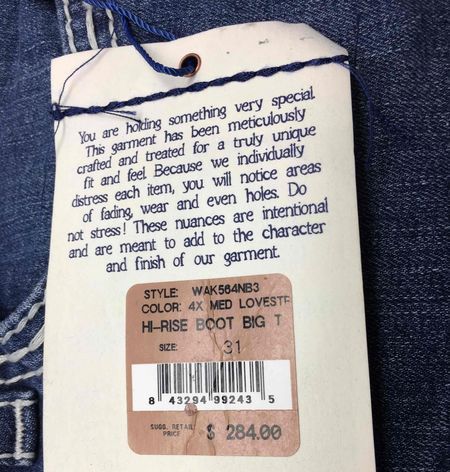 You are holding something very special.
This garment has been meticulously
crafted and treated for a truly unique
fit and feel. Because we individually
distress each item, you will notice areas
of fading, wear and even holes. Do
not stress! These nuances are intentional
and are meant to add to the character
and finish of our garment.
STYLE: WAK564NB3
COLOR: 4X MED LOVESTR
HI-RISE BOOT BIG T
SIZE: 31
8 43294 99243 5
SUGG. RETAIL
PRICE $ 284.00